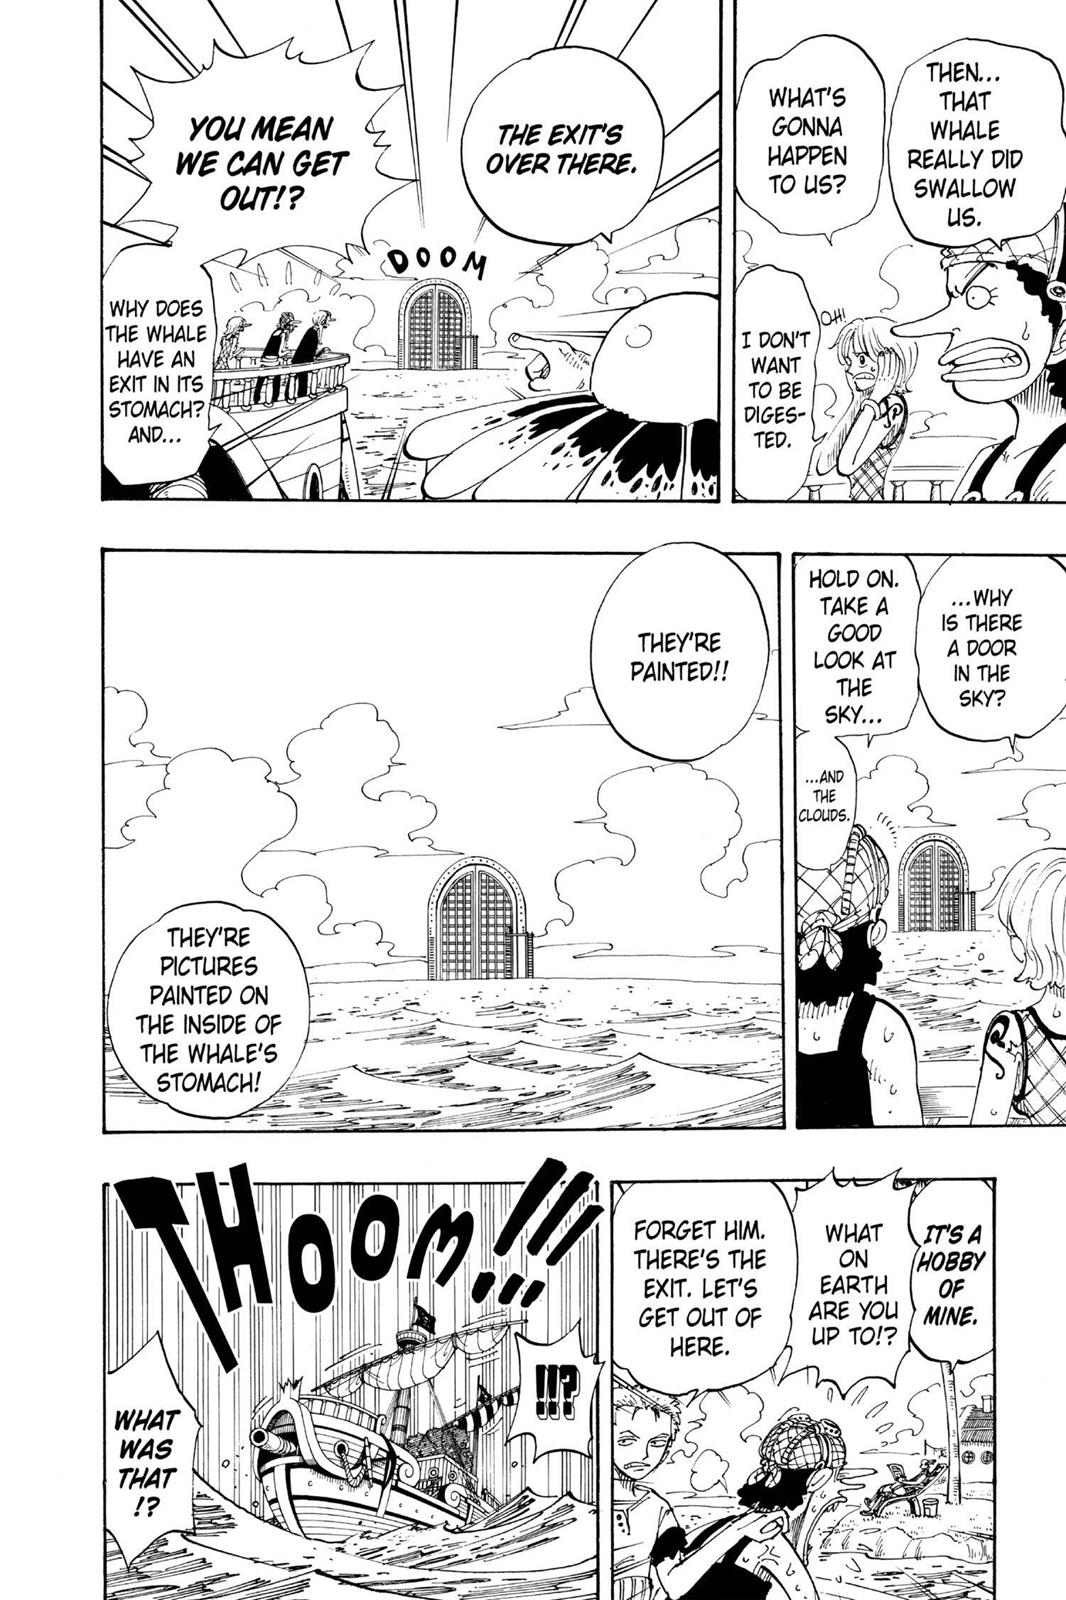 THEN...
THAT
WHALE
REALLY DID
SWALLOW
US.
WHAT'S
GONNA
HAPPEN
TO US?
OHH!
I DON'T
WANT
TO BE
DIGES-
TED.
THE EXIT'S
OVER THERE.
DOOM
YOU MEAN
WE CAN GET
OUT!?
WHY DOES
THE WHALE
HAVE AN
EXIT IN ITS
STOMACH?
AND...
...WHY
IS THERE
A DOOR
IN THE
SKY?
HOLD ON.
TAKE A
GOOD
LOOK AT
THE
SKY...
...AND
THE
CLOUDS.
THEY'RE
PAINTED!!
THEY'RE
PICTURES
PAINTED ON
THE INSIDE OF
THE WHALE'S
STOMACH!
IT'S A
HOBBY
OF
MINE.
WHAT
ON
EARTH
ARE YOU
UP TO!?
FORGET HIM.
THERE'S THE
EXIT. LET'S
GET OUT OF
HERE.
THOOM!!!
!!?
WHAT
WAS
THAT
!?